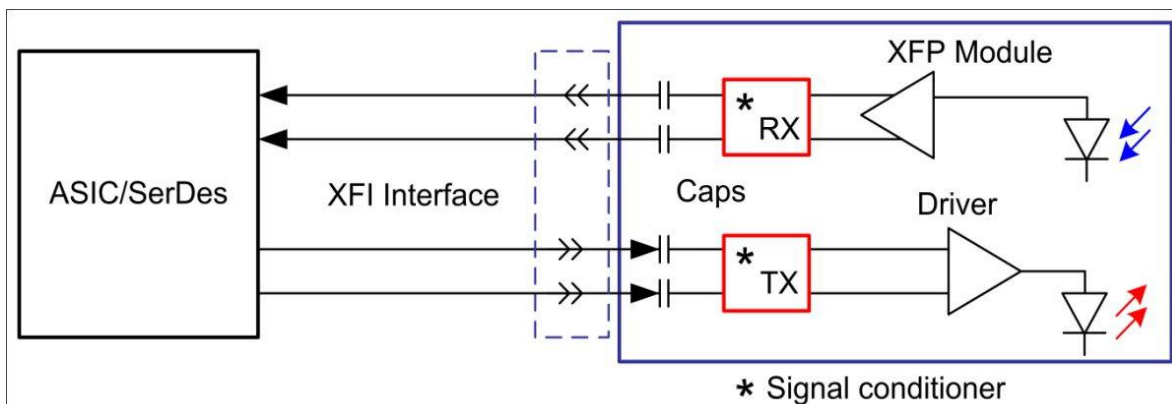 XFP Module
* RX
ASIC/SerDes
XFI Interface
Caps
Driver
* TX
* Signal conditioner